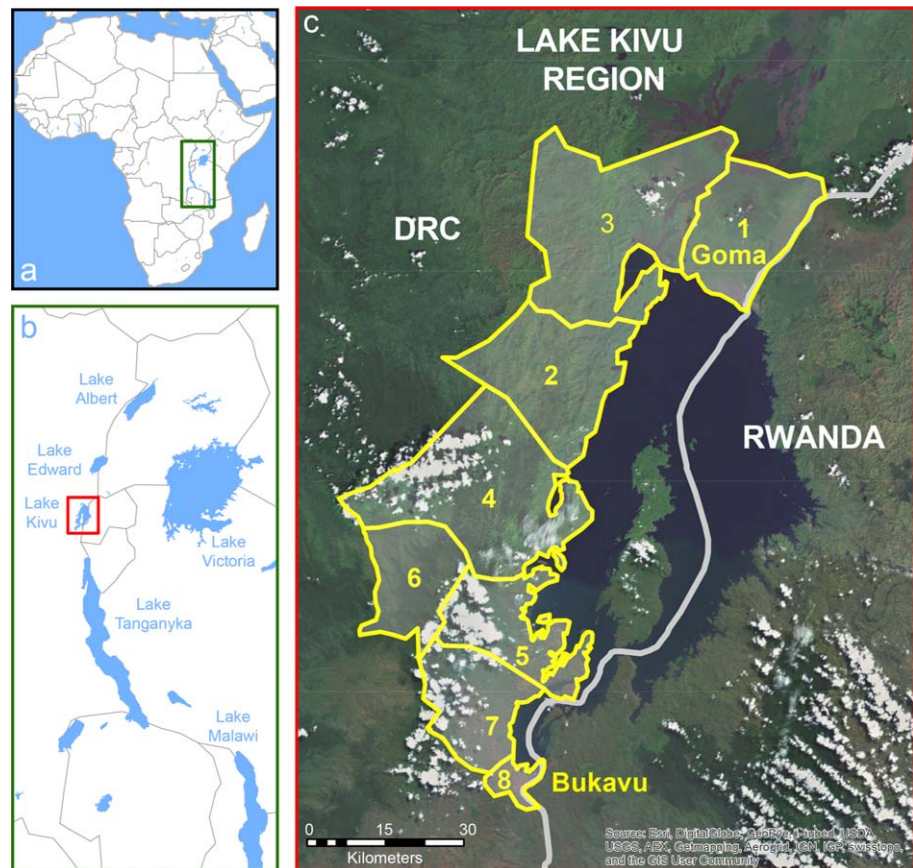 a
b
Lake
Albert
Lake
Edward
Lake
Kivu
Lake
Victoria
Lake
Tanganyka
Lake
Malawi
c
LAKE KIVU
REGION
DRC
RWANDA
3
1
Goma
2
4
6
5
7
8
Bukavu
0 15 30
Kilometers
Source: Esri, DigitalGlobe, GeoEye, i-cubed, USDA,
USGS, AEX, Getmapping, Aerogrid, IGN, IGP, swisstopo,
and the GIS User Community